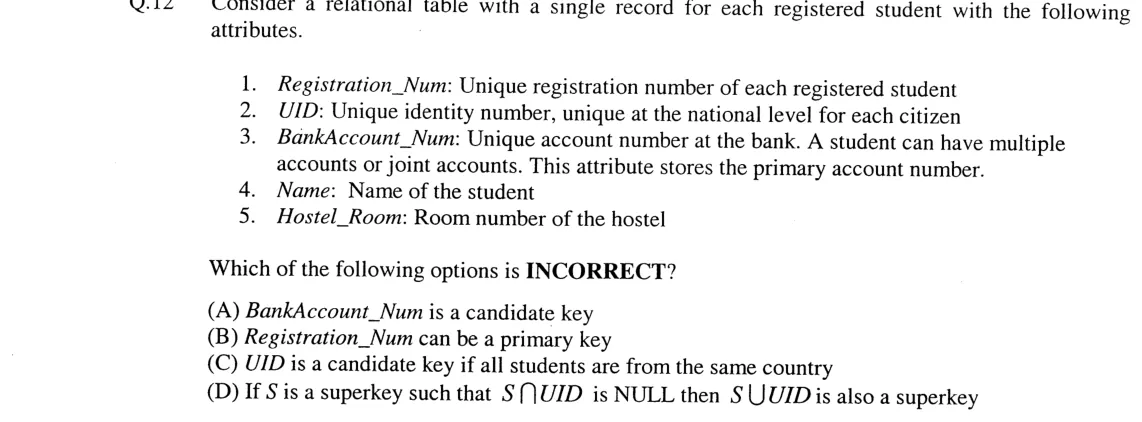 Q.12 Consider a relational table with a single record for each registered student with the following
attributes.
1. Registration_Num: Unique registration number of each registered student
2. UID: Unique identity number, unique at the national level for each citizen
3. BankAccount_Num: Unique account number at the bank. A student can have multiple
accounts or joint accounts. This attribute stores the primary account number.
4. Name: Name of the student
5. Hostel_Room: Room number of the hostel
Which of the following options is INCORRECT?
(A) BankAccount_Num is a candidate key
(B) Registration_Num can be a primary key
(C) UID is a candidate key if all students are from the same country
(D) If S is a superkey such that S⋂UID is NULL then S⋃UID is also a superkey